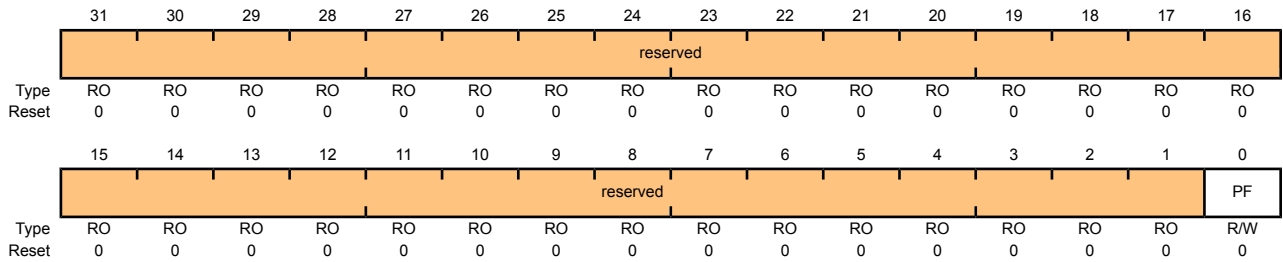 31 30 29 28 27 26 25 24 23 22 21 20 19 18 17 16
reserved
Type RO RO RO RO RO RO RO RO RO RO RO RO RO RO RO RO
Reset 0 0 0 0 0 0 0 0 0 0 0 0 0 0 0 0
15 14 13 12 11 10 9 8 7 6 5 4 3 2 1 0
reserved PF
Type RO RO RO RO RO RO RO RO RO RO RO RO RO RO RO R/W
Reset 0 0 0 0 0 0 0 0 0 0 0 0 0 0 0 0